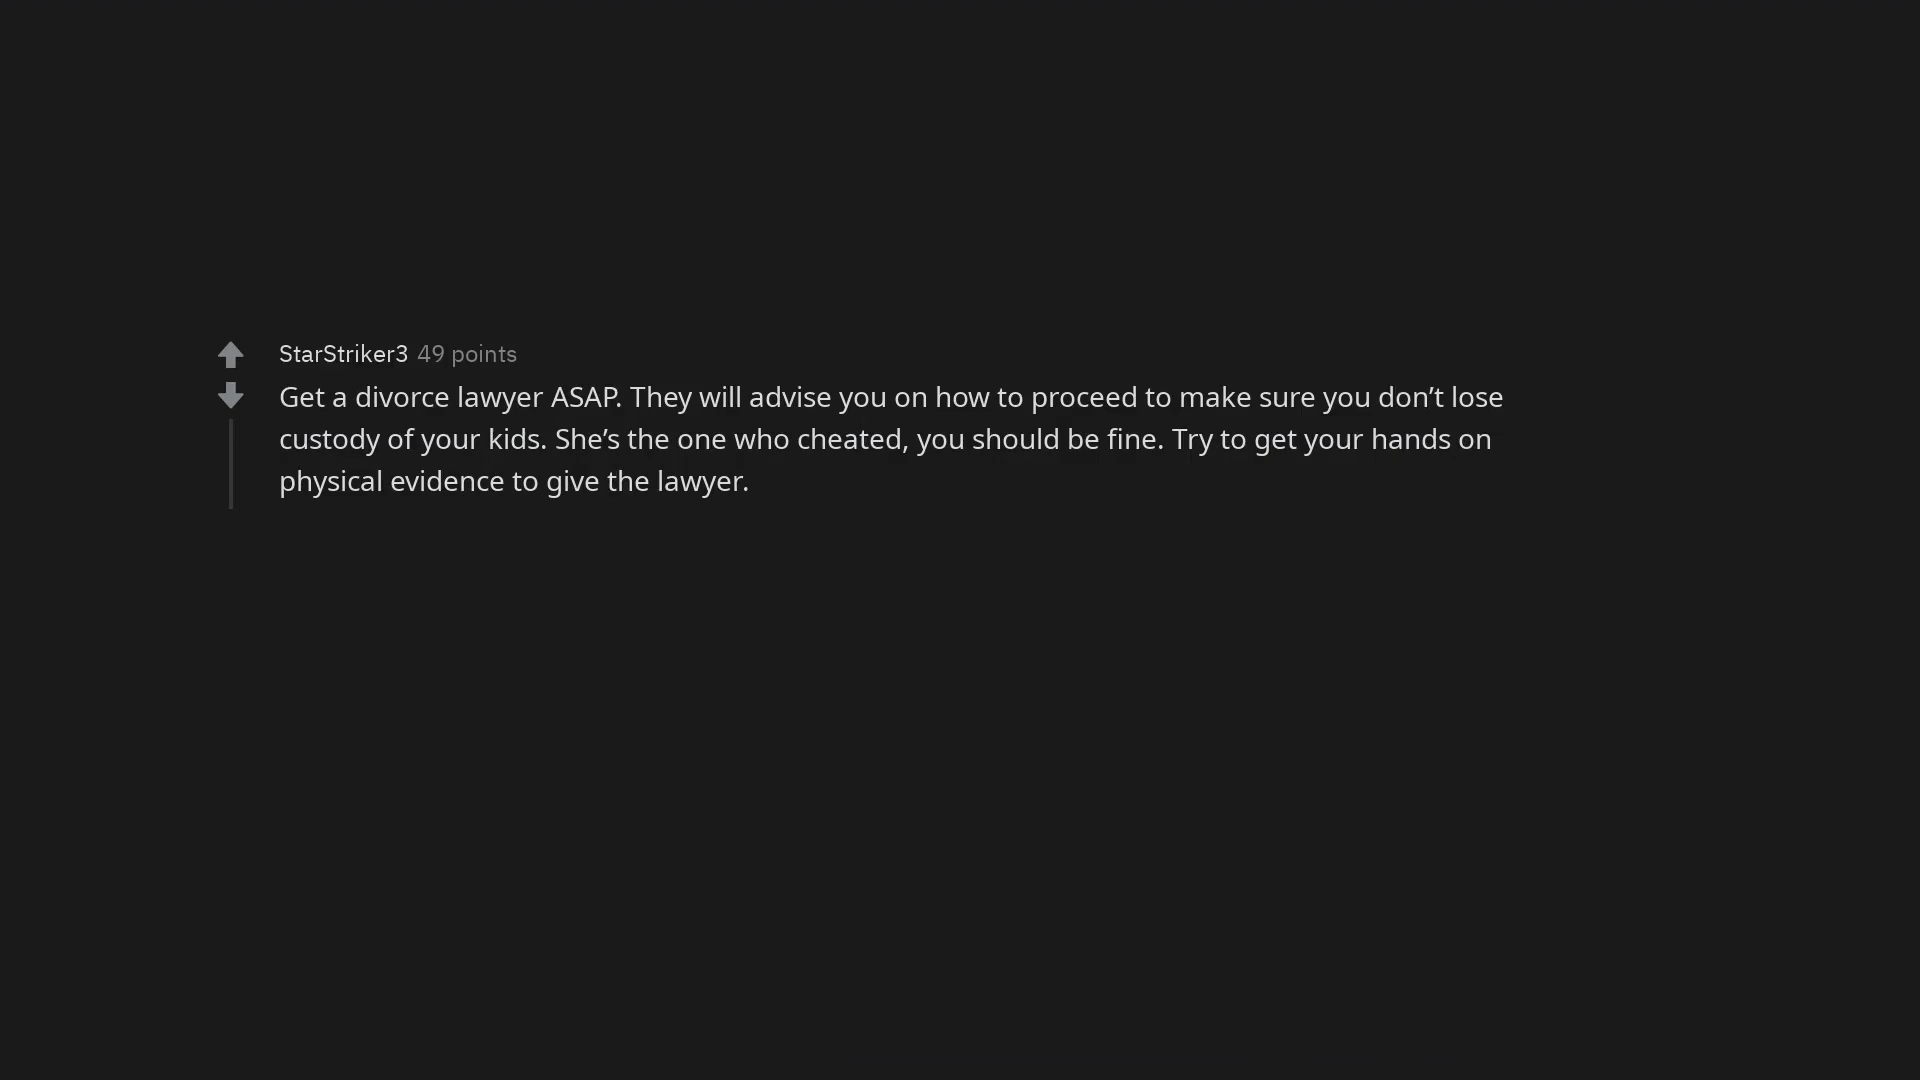 StarStriker3 49 points
Get a divorce lawyer ASAP. They will advise you on how to proceed to make sure you don’t lose
custody of your kids. She’s the one who cheated, you should be fine. Try to get your hands on
physical evidence to give the lawyer.